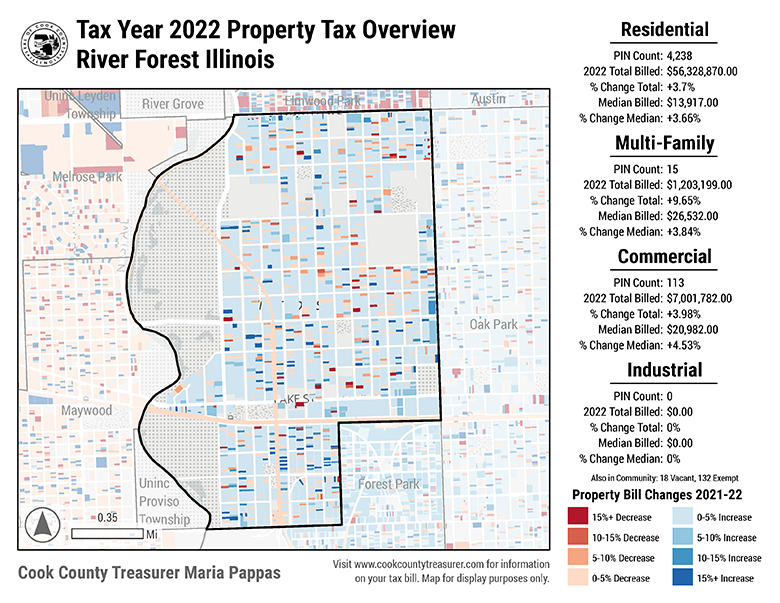 Tax Year 2022 Property Tax Overview
River Forest Illinois
Residential
PIN Count: 4,238
2022 Total Billed: $56,328,870.00
% Change Total: +3.7%
Median Billed: $13,917.00
% Change Median: +3.66%
Multi-Family
PIN Count: 15
2022 Total Billed: $1,203,199.00
% Change Total: +9.65%
Median Billed: $26,532.00
% Change Median: +3.84%
Commercial
PIN Count: 113
2022 Total Billed: $7,001,782.00
% Change Total: +3.98%
Median Billed: $20,982.00
% Change Median: +4.53%
Industrial
PIN Count: 0
2022 Total Billed: $0.00
% Change Total: 0%
Median Billed: $0.00
% Change Median: 0%
Also in Community: 18 Vacant, 132 Exempt
Property Bill Changes 2021-22
15%+ Decrease
10-15% Decrease
5-10% Decrease
0-5% Decrease
0-5% Increase
5-10% Increase
10-15% Increase
15%+ Increase
Uninc Leyden
Township
River Grove
Elmwood Park
Austin
Melrose Park
Oak Park
LAKE ST
Maywood
Uninc
Proviso
Township
Forest Park
0.35
Mi
Cook County Treasurer Maria Pappas
Visit www.cookcountytreasurer.com for information
on your tax bill. Map for display purposes only.